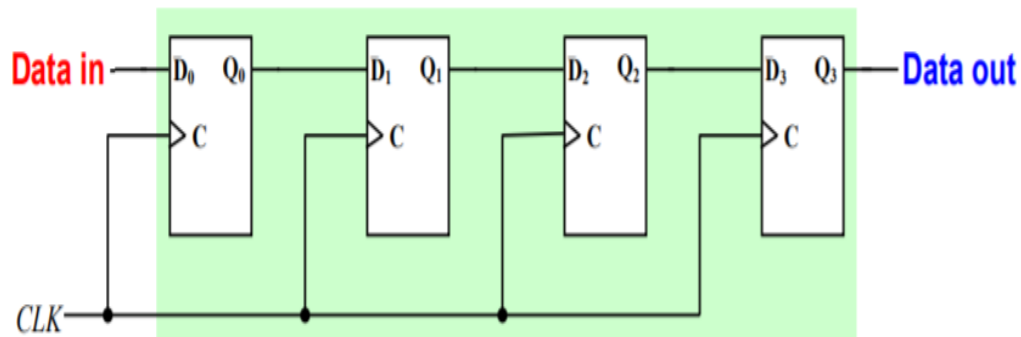 Data in D₀ Q₀ D₁ Q₁ D₂ Q₂ D₃ Q₃ Data out
C C C C
CLK